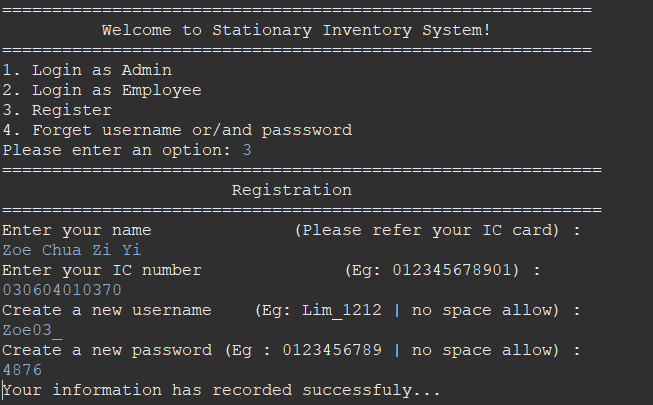 ===========================================================
Welcome to Stationary Inventory System!
===========================================================
1. Login as Admin
2. Login as Employee
3. Register
4. Forget username or/and passsword
Please enter an option: 3
============================================================
Registration
============================================================
Enter your name (Please refer your IC card) :
Zoe Chua Zi Yi
Enter your IC number (Eg: 012345678901) :
030604010370
Create a new username (Eg: Lim_1212 | no space allow) :
Zoe03_
Create a new password (Eg : 0123456789 | no space allow) :
4876
Your information has recorded successfuly...